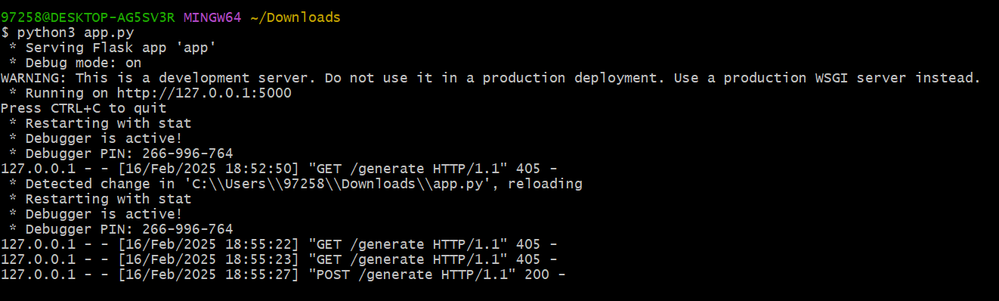 97258@DESKTOP-AG5SV3R MINGW64 ~/Downloads
$ python3 app.py
 * Serving Flask app 'app'
 * Debug mode: on
WARNING: This is a development server. Do not use it in a production deployment. Use a production WSGI server instead.
 * Running on http://127.0.0.1:5000
Press CTRL+C to quit
 * Restarting with stat
 * Debugger is active!
 * Debugger PIN: 266-996-764
127.0.0.1 - - [16/Feb/2025 18:52:50] "GET /generate HTTP/1.1" 405 -
 * Detected change in 'C:\\Users\\97258\\Downloads\\app.py', reloading
 * Restarting with stat
 * Debugger is active!
 * Debugger PIN: 266-996-764
127.0.0.1 - - [16/Feb/2025 18:55:22] "GET /generate HTTP/1.1" 405 -
127.0.0.1 - - [16/Feb/2025 18:55:23] "GET /generate HTTP/1.1" 405 -
127.0.0.1 - - [16/Feb/2025 18:55:27] "POST /generate HTTP/1.1" 200 -